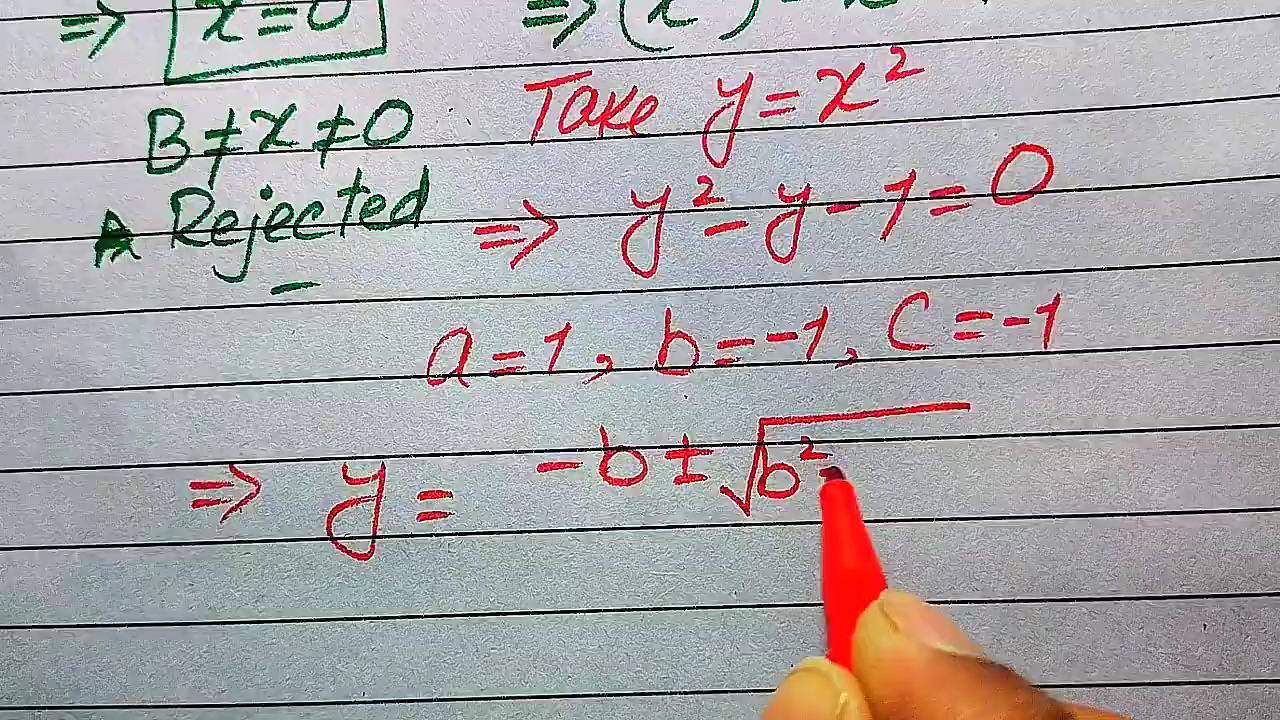 ⇒ x = 0
⇒ (x
B ≠ x ≠ 0
Rejected
Take y = x²
⇒ y² - y - 1 = 0
a = 1, b = -1, C = -1
⇒ y = -b ± √b² -